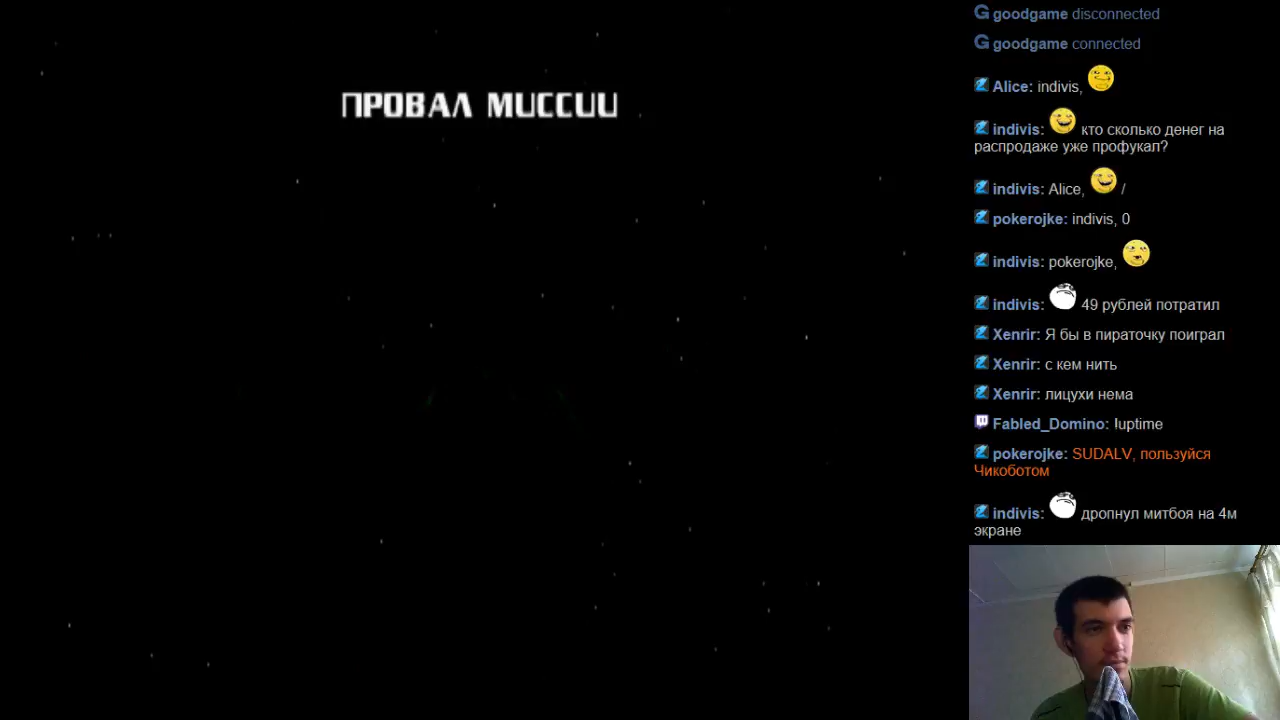 ПРОВАЛ МИССИИ
goodgame disconnected
goodgame connected
Alice: indivis,
indivis: кто сколько денег на
распродаже уже профукал?
indivis: Alice, /
pokerojke: indivis, 0
indivis: pokerojke,
indivis: 49 рублей потратил
Xenrir: Я бы в пираточку поиграл
Xenrir: с кем нить
Xenrir: лицухи нема
Fabled_Domino: !uptime
pokerojke: SUDALV, пользуйся
Чикоботом
indivis: дропнул митбоя на 4м
экране